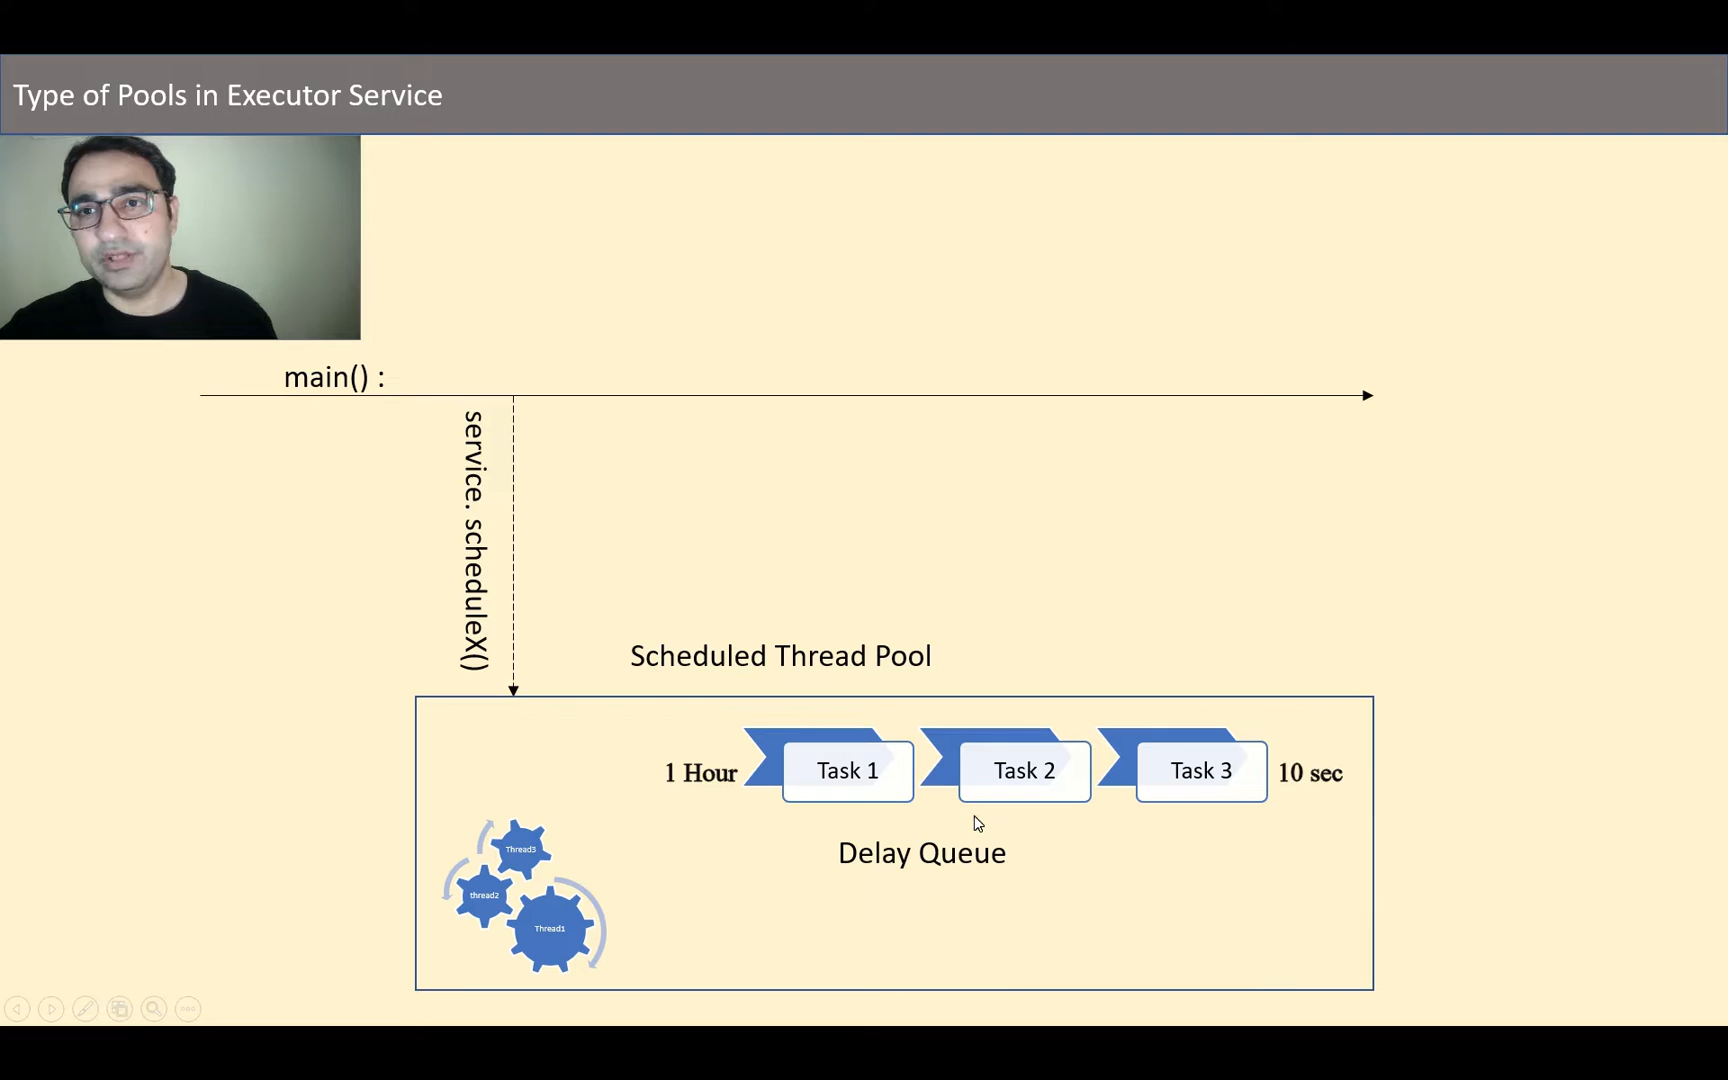 Type of Pools in Executor Service
main() :
service. scheduleX()
Scheduled Thread Pool
1 Hour
Task 1
Task 2
Task 3
10 sec
Delay Queue
Thread3
thread2
Thread1